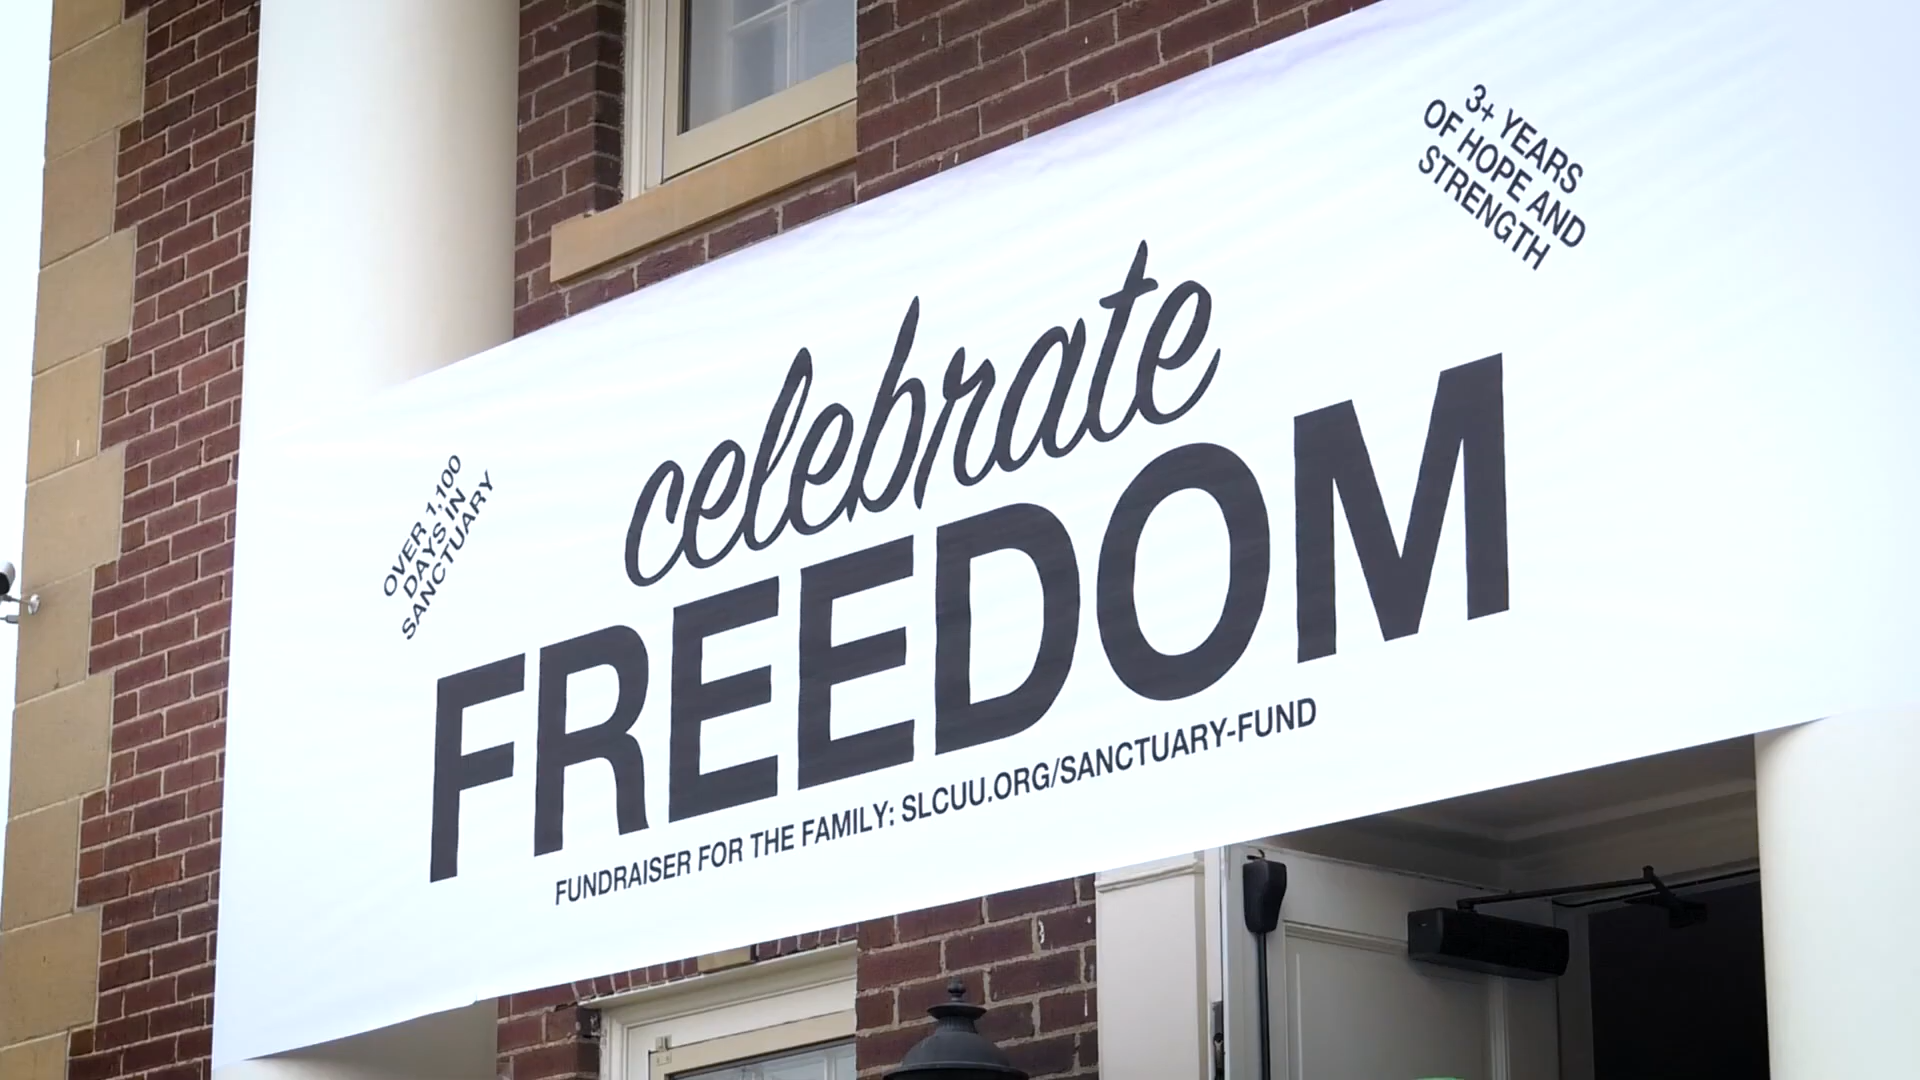 3+ YEARS
OF HOPE AND
STRENGTH
celebrate
OVER 1,100
DAYS IN
SANCTUARY
FREEDOM
FUNDRAISER FOR THE FAMILY: SLCUU.ORG/SANCTUARY-FUND